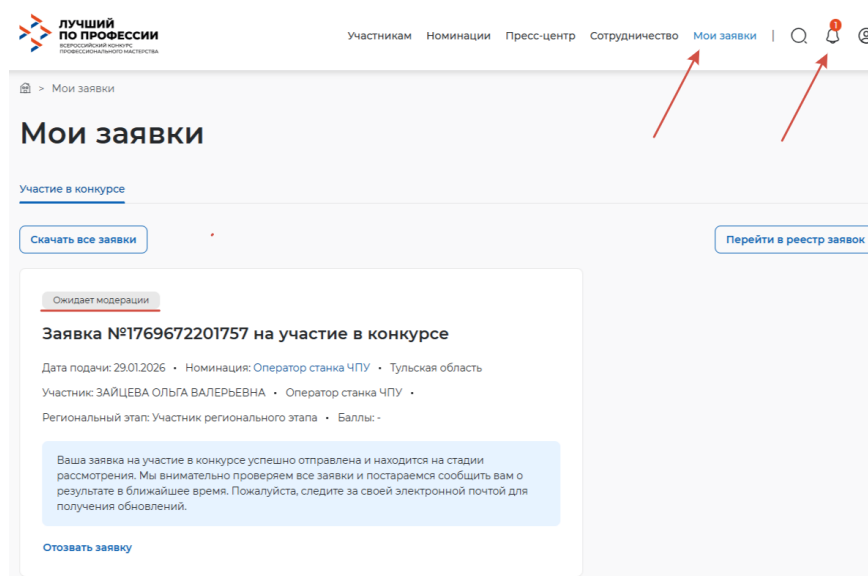 ЛУЧШИЙ
ПО ПРОФЕССИИ
ВСЕРОССИЙСКИЙ КОНКУРС
ПРОФЕССИОНАЛЬНОГО МАСТЕРСТВА
Участникам Номинации Пресс-центр Сотрудничество Мои заявки | 1
> Мои заявки
Мои заявки
Участие в конкурсе
Скачать все заявки Перейти в реестр заявок
Ожидает модерации
Заявка №1769672201757 на участие в конкурсе
Дата подачи: 29.01.2026 • Номинация: Оператор станка ЧПУ • Тульская область
Участник: ЗАЙЦЕВА ОЛЬГА ВАЛЕРЬЕВНА • Оператор станка ЧПУ •
Региональный этап: Участник регионального этапа • Баллы: -
Ваша заявка на участие в конкурсе успешно отправлена и находится на стадии
рассмотрения. Мы внимательно проверяем все заявки и постараемся сообщить вам о
результате в ближайшее время. Пожалуйста, следите за своей электронной почтой для
получения обновлений.
Отозвать заявку